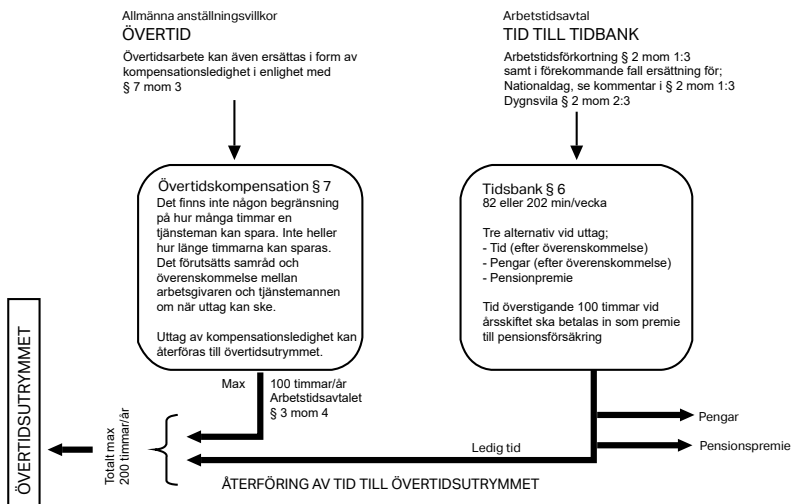 Allmänna anställningsvillkor
ÖVERTID
Övertidsarbete kan även ersättas i form av
kompensationsledighet i enlighet med
§ 7 mom 3
Arbetstidsavtal
TID TILL TIDBANK
Arbetstidsförkortning § 2 mom 1:3
samt i förekommande fall ersättning för;
Nationaldag, se kommentar i § 2 mom 1:3
Dygnsvila § 2 mom 2:3
Övertidskompensation § 7
Det finns inte någon begränsning
på hur många timmar en
tjänsteman kan spara. Inte heller
hur länge timmarna kan sparas.
Det förutsätts samråd och
överenskommelse mellan
arbetsgivaren och tjänstemannen
om när uttag kan ske.
Uttag av kompensationsledighet kan
återföras till övertidsutrymmet.
Tidsbank § 6
82 eller 202 min/vecka
Tre alternativ vid uttag;
- Tid (efter överenskommelse)
- Pengar (efter överenskommelse)
- Pensionpremie
Tid överstigande 100 timmar vid
årsskiftet ska betalas in som premie
till pensionsförsäkring
ÖVERTIDSUTRYMMET
Totalt max
200 timmar/år
Max
100 timmar/år
Arbetstidsavtalet
§ 3 mom 4
Pengar
Ledig tid
Pensionspremie
ÅTERFÖRING AV TID TILL ÖVERTIDSUTRYMMET